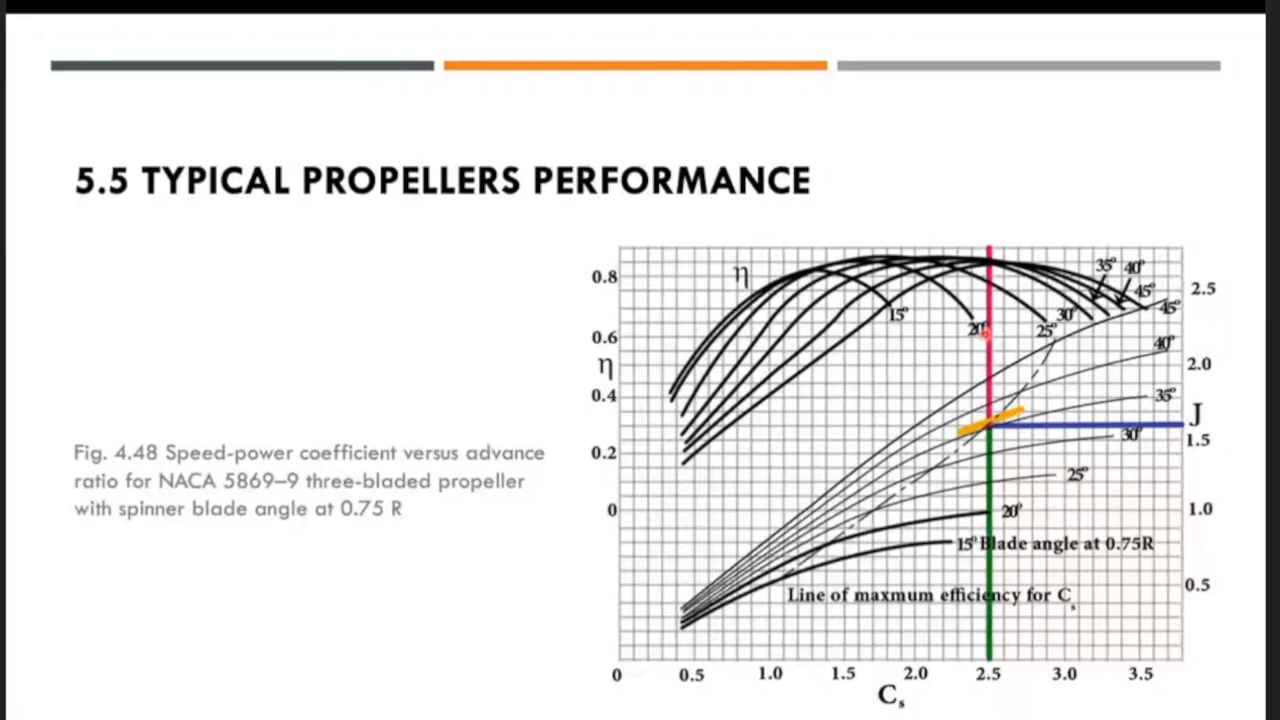 5.5 TYPICAL PROPELLERS PERFORMANCE
Fig. 4.48 Speed-power coefficient versus advance
ratio for NACA 5869–9 three-bladed propeller
with spinner blade angle at 0.75 R
η
0.8
0.6
η
0.4
0.2
0
35° 40°
45°
45°
15°
20°
25°
30°
40°
35°
30°
25°
20°
15° Blade angle at 0.75R
Line of maxmum efficiency for Cs
2.5
2.0
J
1.5
1.0
0.5
0 0.5 1.0 1.5 2.0 2.5 3.0 3.5
Cs